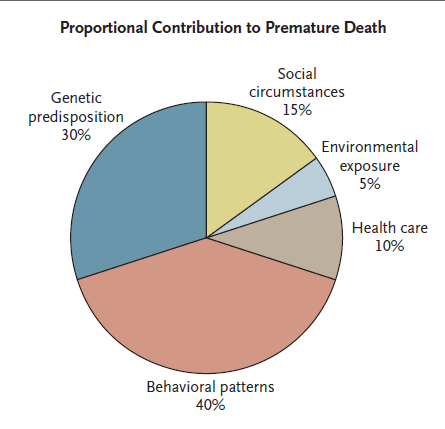 Proportional Contribution to Premature Death
Social
circumstances
15%
Genetic
predisposition
30%
Environmental
exposure
5%
Health care
10%
Behavioral patterns
40%